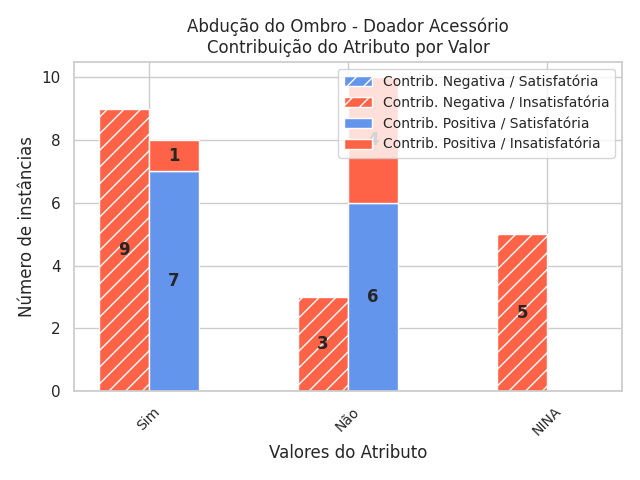 Abdução do Ombro - Doador Acessório
Contribuição do Atributo por Valor
Contrib. Negativa / Satisfatória
Contrib. Negativa / Insatisfatória
Contrib. Positiva / Satisfatória
Contrib. Positiva / Insatisfatória
Número de instâncias
10
8
6
4
2
0
9
1
7
3
4
6
5
Sim
Não
NINA
Valores do Atributo